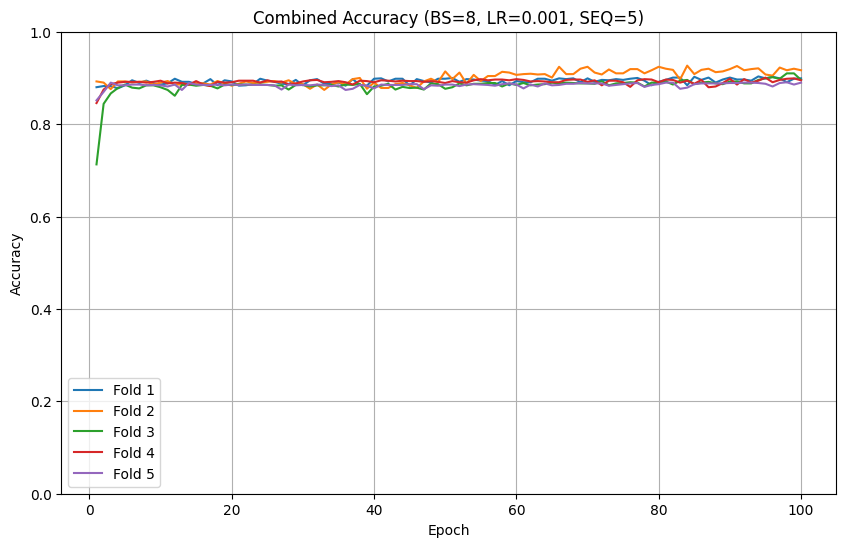 Combined Accuracy (BS=8, LR=0.001, SEQ=5)
1.0
0.8
0.6
0.4
0.2
0.0
Accuracy
Fold 1
Fold 2
Fold 3
Fold 4
Fold 5
0 20 40 60 80 100
Epoch